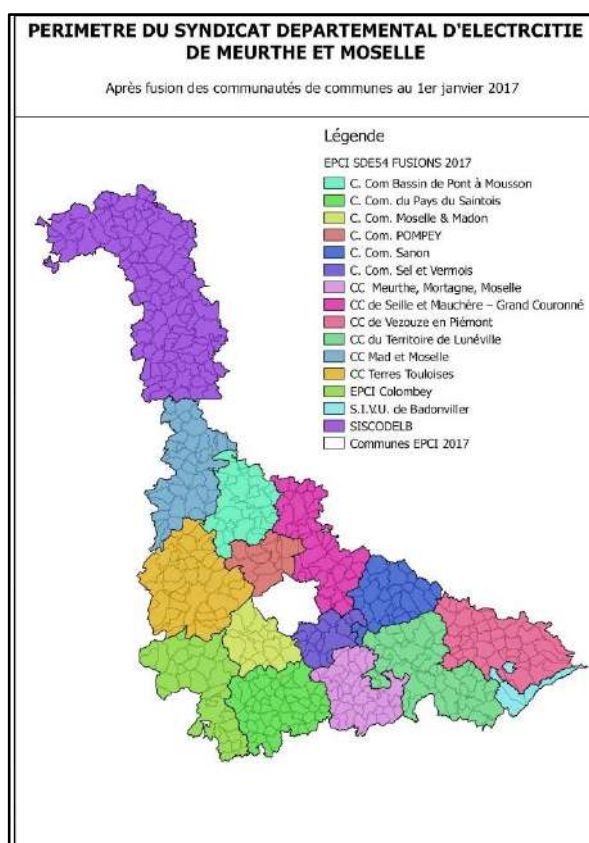 PERIMETRE DU SYNDICAT DEPARTEMENTAL D'ELECTRCITIE
DE MEURTHE ET MOSELLE
Après fusion des communautés de communes au 1er janvier 2017
Légende
EPCI SDE54 FUSIONS 2017
C. Com Bassin de Pont à Mousson
C. Com. du Pays du Saintois
C. Com. Moselle & Madon
C. Com. POMPEY
C. Com. Sanon
C. Com. Sel et Vermois
CC Meurthe, Mortagne, Moselle
CC de Seille et Mauchère – Grand Couronné
CC de Vezouze en Piémont
CC du Territoire de Lunéville
CC Mad et Moselle
CC Terres Touloises
EPCI Colombey
S.I.V.U. de Badonviller
SISCODELB
Communes EPCI 2017